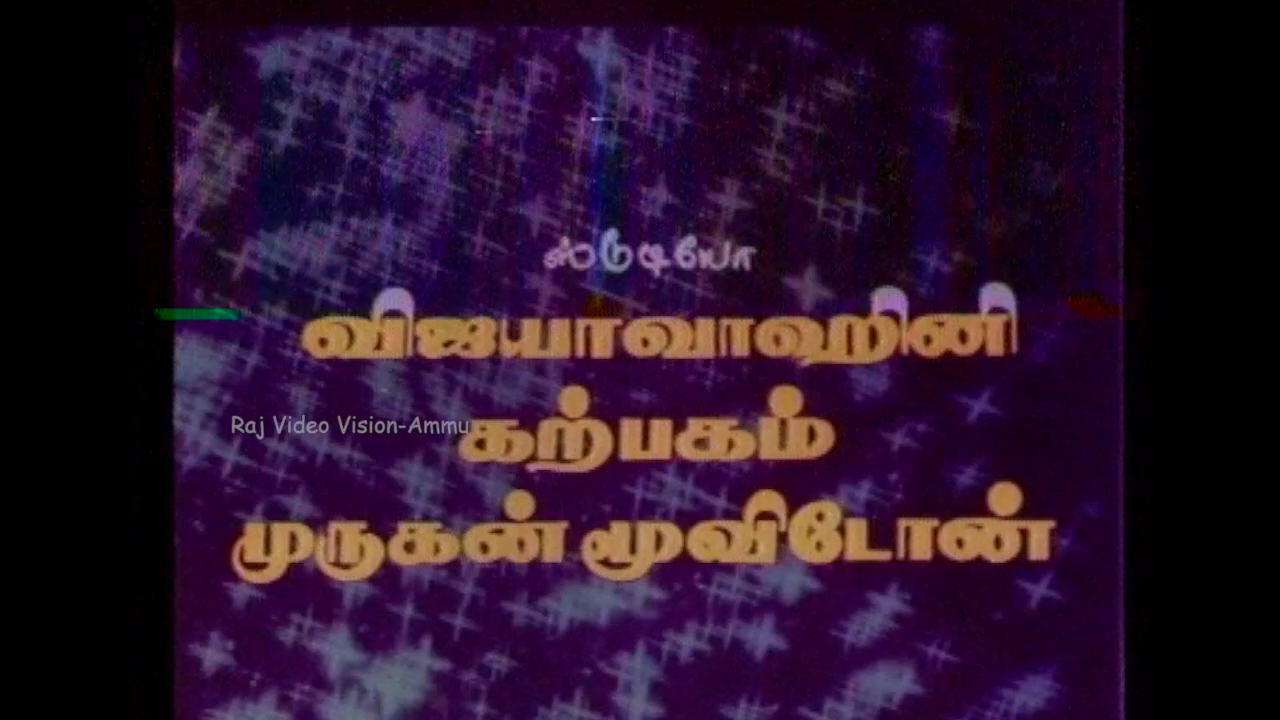 ஸ்டுடியோ
விஜயாவாஹினி
கற்பகம்
Raj Video Vision-Ammu
முருகன் மூவிடோன்